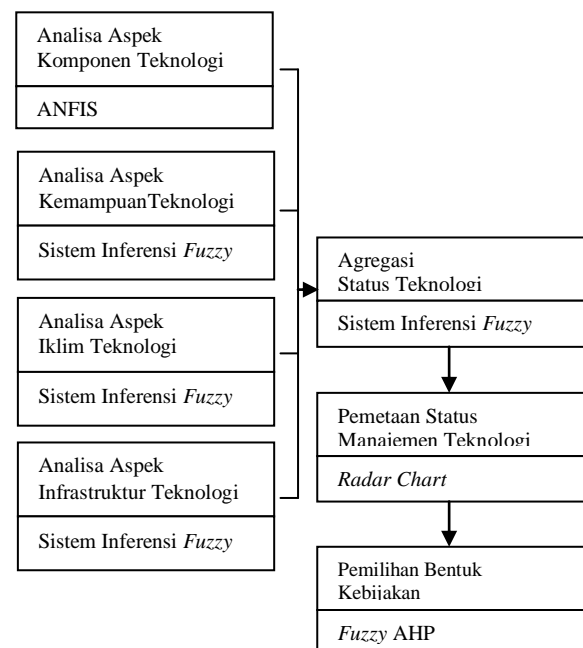 Analisa Aspek
Komponen Teknologi
ANFIS
Analisa Aspek
KemampuanTeknologi
Sistem Inferensi Fuzzy
Analisa Aspek
Iklim Teknologi
Sistem Inferensi Fuzzy
Analisa Aspek
Infrastruktur Teknologi
Sistem Inferensi Fuzzy
Agregasi
Status Teknologi
Sistem Inferensi Fuzzy
Pemetaan Status
Manajemen Teknologi
Radar Chart
Pemilihan Bentuk
Kebijakan
Fuzzy AHP